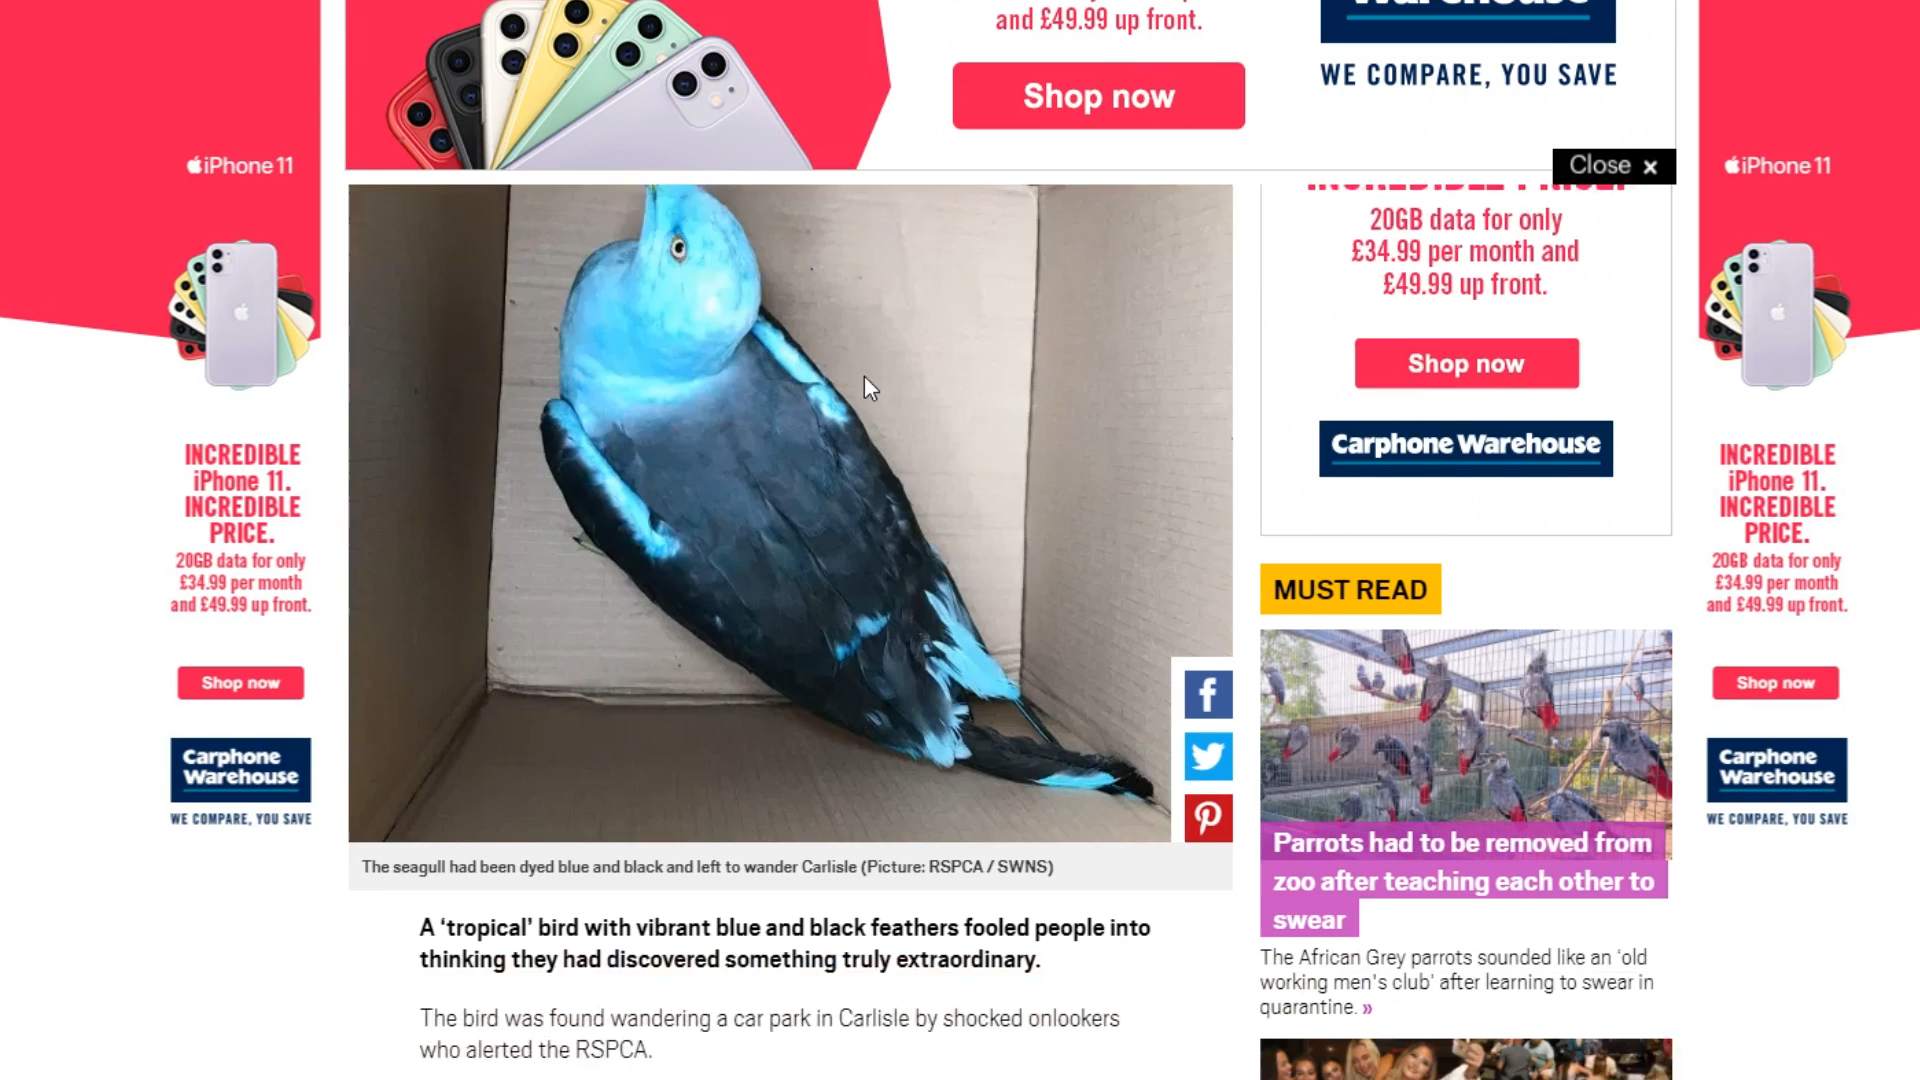 and £49.99 up front.
Shop now
WE COMPARE, YOU SAVE
Close x
iPhone 11
INCREDIBLE
iPhone 11.
INCREDIBLE
PRICE.
20GB data for only
£34.99 per month
and £49.99 up front.
Shop now
Carphone
Warehouse
WE COMPARE, YOU SAVE
f
The seagull had been dyed blue and black and left to wander Carlisle (Picture: RSPCA / SWNS)
A ‘tropical’ bird with vibrant blue and black feathers fooled people into
thinking they had discovered something truly extraordinary.
The bird was found wandering a car park in Carlisle by shocked onlookers
who alerted the RSPCA.
20GB data for only
£34.99 per month and
£49.99 up front.
Shop now
Carphone Warehouse
MUST READ
Parrots had to be removed from
zoo after teaching each other to
swear
The African Grey parrots sounded like an ‘old
working men's club’ after learning to swear in
quarantine. »
iPhone 11
INCREDIBLE
iPhone 11.
INCREDIBLE
PRICE.
20GB data for only
£34.99 per month
and £49.99 up front.
Shop now
Carphone
Warehouse
WE COMPARE, YOU SAVE